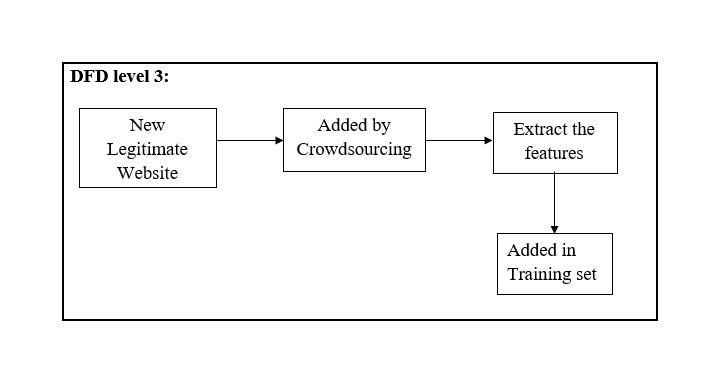 DFD level 3:
New
Legitimate
Website
Added by
Crowdsourcing
Extract the
features
Added in
Training set